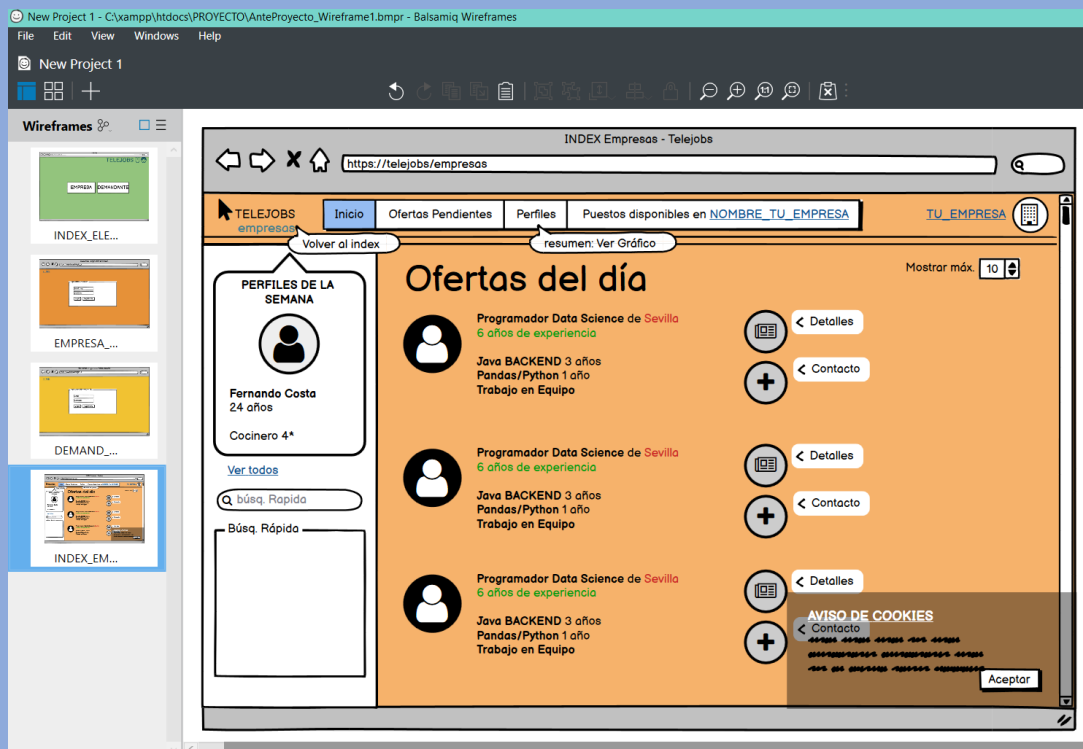 New Project 1 - C:\xampp\htdocs\PROYECTO\AnteProyecto_Wireframe1.bmpr - Balsamiq Wireframes
File Edit View Windows Help
New Project 1
Wireframes
TELEJOBS
EMPRESA DEMANDANTE
INDEX_ELE...
EMPRESA_...
DEMAND_...
INDEX_EM...
INDEX Empresas - Telejobs
https://telejobs/empresas
TELEJOBS
empresas
Inicio
Ofertas Pendientes
Perfiles
Puestos disponibles en NOMBRE_TU_EMPRESA
TU_EMPRESA
Volver al index
resumen: Ver Gráfico
PERFILES DE LA
SEMANA
Fernando Costa
24 años
Cocinero 4*
Ver todos
búsq. Rapida
Búsq. Rápida
Ofertas del día
Mostrar máx. 10
Programador Data Science de Sevilla
6 años de experiencia
Java BACKEND 3 años
Pandas/Python 1 año
Trabajo en Equipo
< Detalles
< Contacto
Programador Data Science de Sevilla
6 años de experiencia
Java BACKEND 3 años
Pandas/Python 1 año
Trabajo en Equipo
< Detalles
< Contacto
Programador Data Science de Sevilla
6 años de experiencia
Java BACKEND 3 años
Pandas/Python 1 año
Trabajo en Equipo
< Detalles
< Contacto
AVISO DE COOKIES
Aceptar